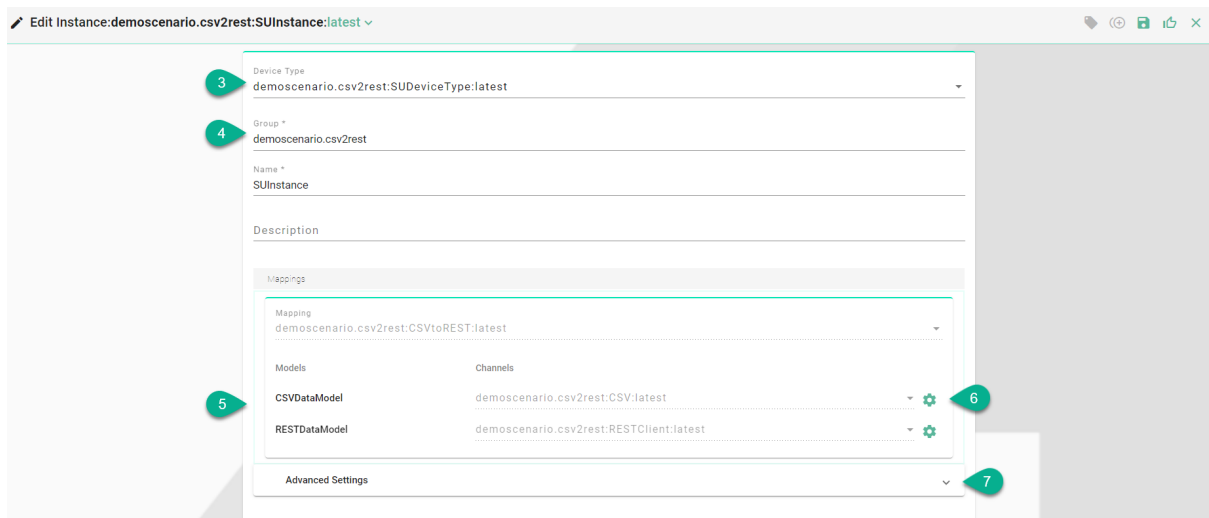 Edit Instance:demoscenario.csv2rest:SUInstance:latest
Device Type
3
demoscenario.csv2rest:SUDeviceType:latest
Group *
4
demoscenario.csv2rest
Name *
SUInstance
Description
Mappings
Mapping
demoscenario.csv2rest:CSVtoREST:latest
Models Channels
5 CSVDataModel demoscenario.csv2rest:CSV:latest 6
RESTDataModel demoscenario.csv2rest:RESTClient:latest
Advanced Settings 7